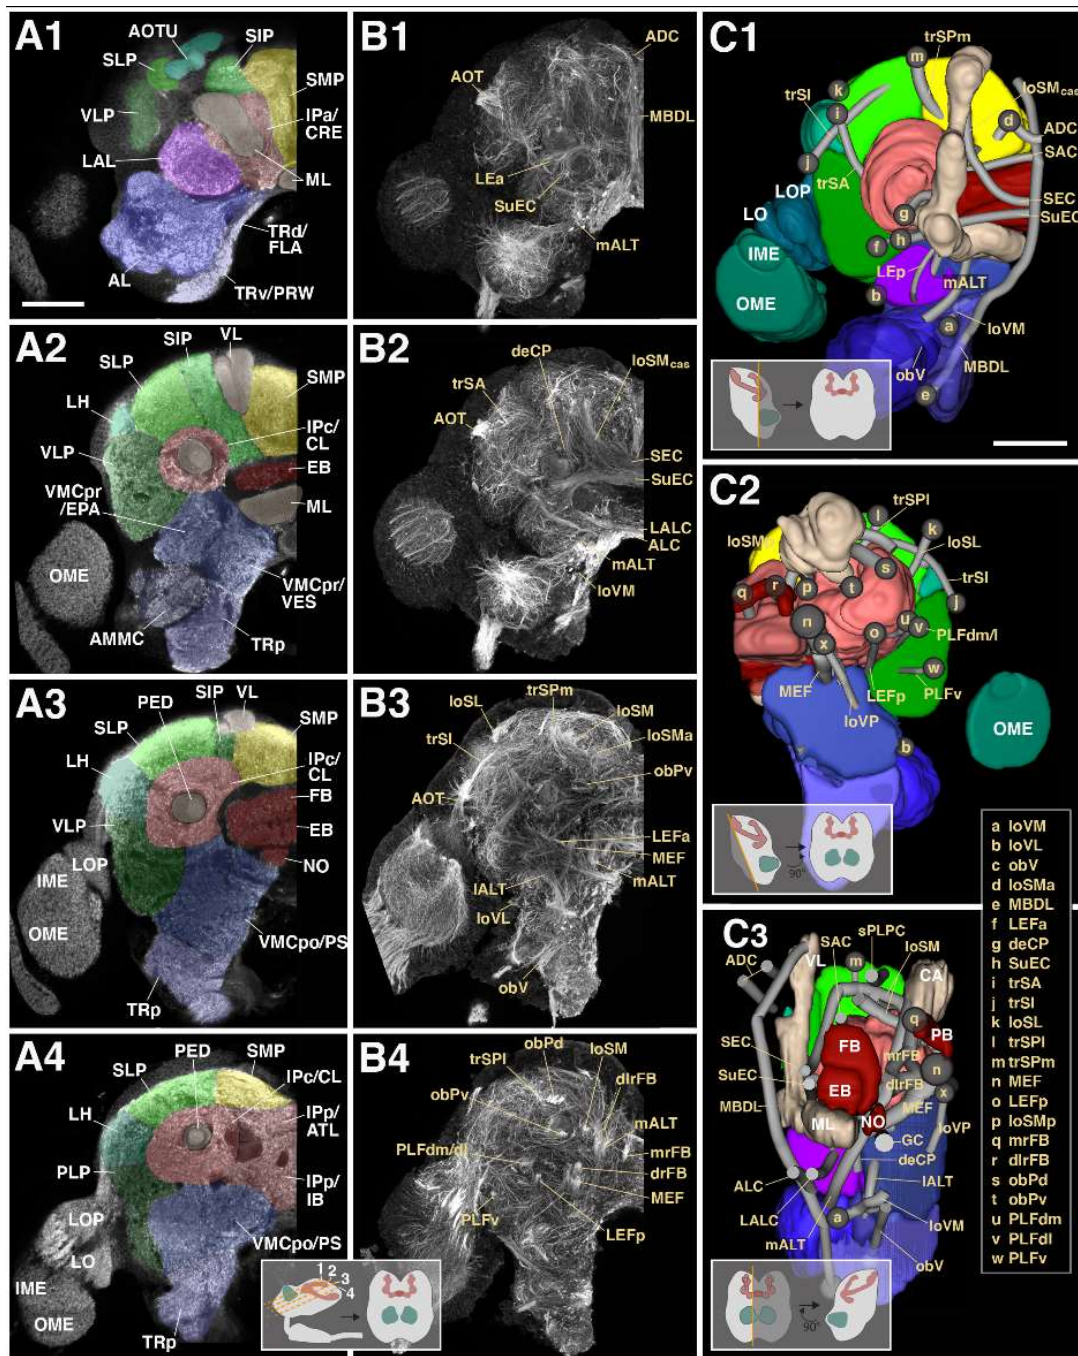 A1
AOTU
SIP
SLP
SMP
VLP
IPa/
CRE
LAL
ML
TRd/
FLA
AL
TRv/PRW
B1
ADC
AOT
MBDL
LEa
SuEC
mALT
C1
trSPm
m
loSMcas
k
trSI
i
d
j
ADC
SAC
trSA
LOP
SEC
g
SuEC
LO
f
h
IME
LEp
mALT
OME
b
loVM
a
obV
MBDL
e
A2
VL
SIP
SLP
SMP
LH
IPc/
CL
VLP
EB
VMCpr
/EPA
ML
OME
VMCpr/
VES
AMMC
TRp
B2
deCP
loSMcas
trSA
AOT
SEC
SuEC
LALC
ALC
mALT
loVM
C2
l
trSPl
k
loSL
s
trSI
q
r
p
t
j
n
u
v
o
PLFdm/l
x
w
MEF
LEFp
PLFv
loVP
OME
b
90°
A3
PED
SIP
VL
SLP
SMP
LH
IPc/
CL
FB
VLP
EB
LOP
IME
NO
OME
VMCpo/PS
TRp
B3
trSPm
loSL
loSM
loSMa
trSI
obPv
AOT
LEFa
MEF
mALT
lALT
loVL
obV
a loVM
b loVL
c obV
d loSMa
e MBDL
f LEFa
g deCP
h SuEC
i trSA
j trSI
k loSL
l trSPl
m trSPm
n MEF
o LEFp
p loSMp
q mrFB
r dlrFB
s obPd
t obPv
u PLFdm
v PLFdl
w PLFv
A4
PED
SMP
SLP
IPc/CL
LH
IPp/
ATL
PLP
IPp/
IB
LOP
VMCpo/PS
LO
IME
OME
TRp
1 2
3
4
B4
obPd
loSM
trSPl
dlrFB
obPv
mALT
PLFdm/dl
mrFB
drFB
MEF
PLFv
LEFp
C3
sPLPC
SAC
loSM
ADC
VL
m
CA
q
PB
SEC
FB
mrFB
n
SuEC
dlrFB
EB
x
MBDL
MEF
ML
NO
loVP
GC
deCP
ALC
lALT
LALC
a
loVM
mALT
obV
90°